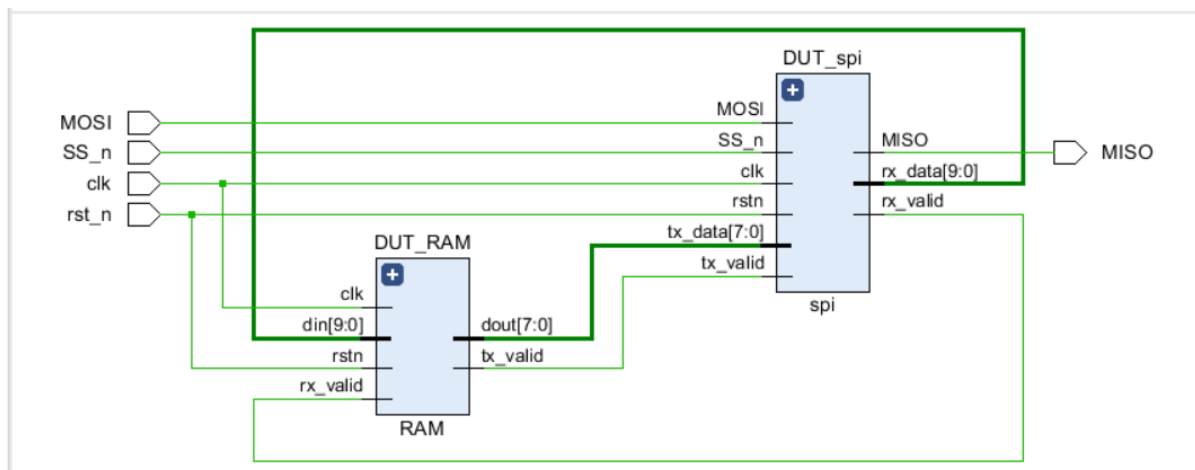 DUT_spi
MOSI
SS_n
clk
rst_n
MOSI
SS_n
clk
rstn
tx_data[7:0]
tx_valid
MISO
rx_data[9:0]
rx_valid
spi
MISO
DUT_RAM
clk
din[9:0]
rstn
rx_valid
dout[7:0]
tx_valid
RAM